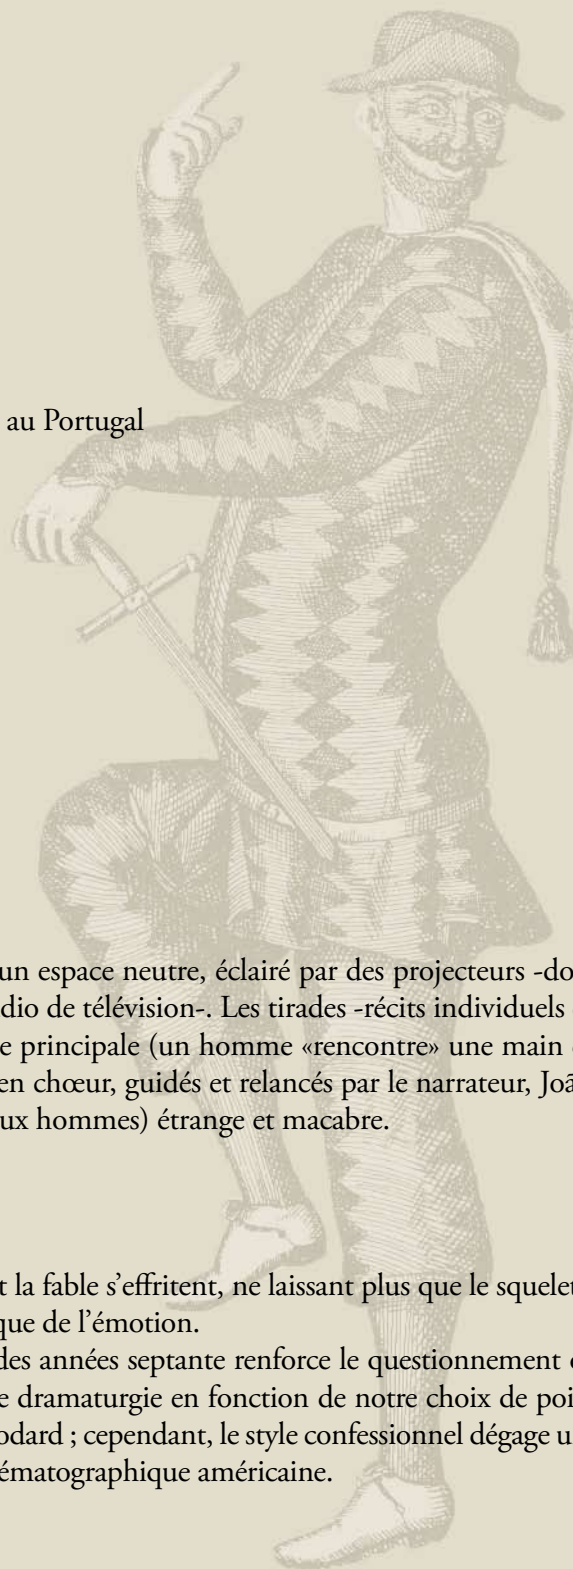 au Portugal
un espace neutre, éclairé par des projecteurs -do
dio de télévision-. Les tirades -récits individuels
e principale (un homme «rencontre» une main
en chœur, guidés et relancés par le narrateur, Joã
ux hommes) étrange et macabre.
t la fable s’effritent, ne laissant plus que le squelet
que de l’émotion.
des années septante renforce le questionnement
e dramaturgie en fonction de notre choix de poi
odard ; cependant, le style confessionnel dégage u
ématographique américaine.